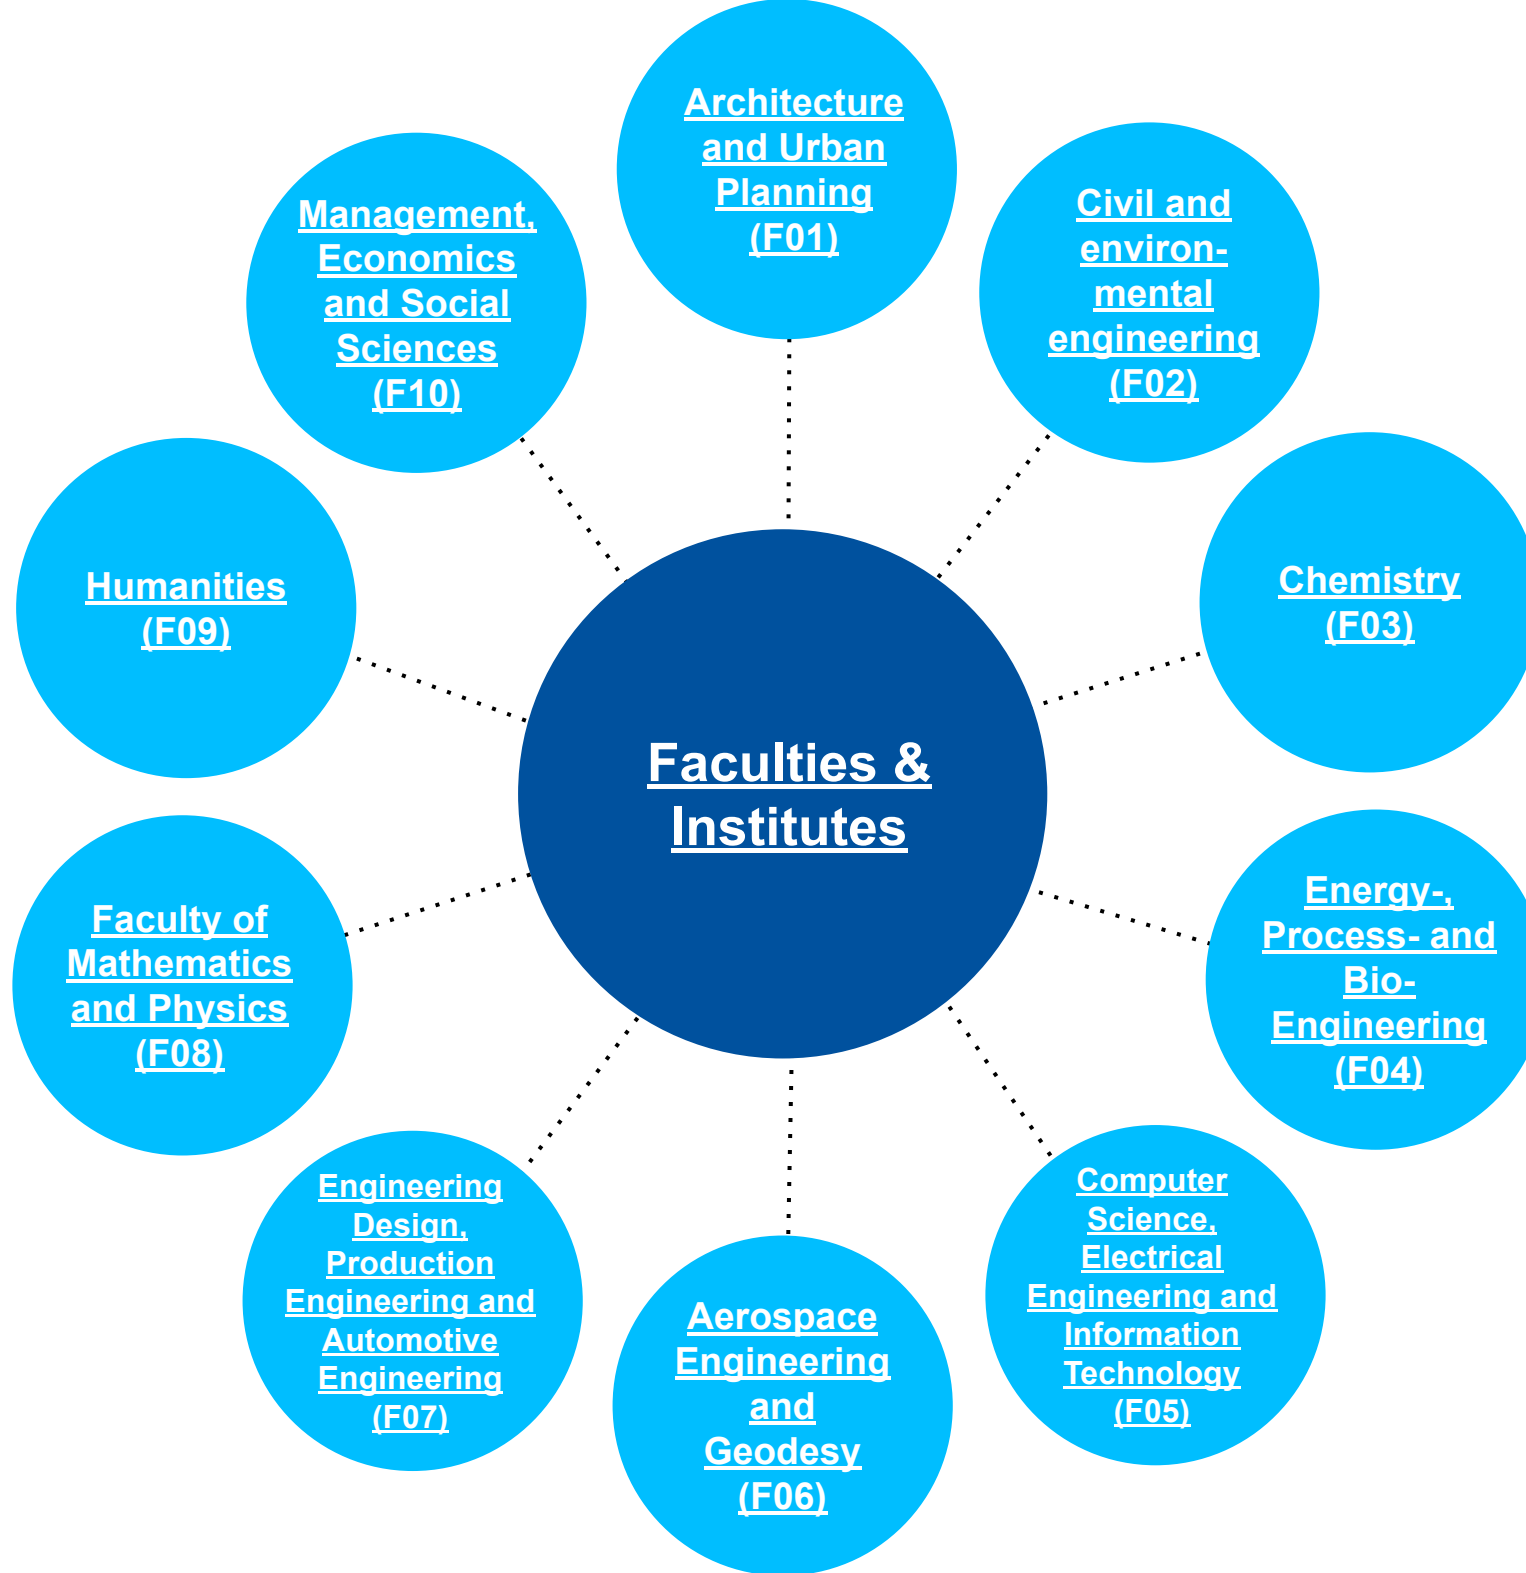 Architecture
and Urban
Planning
(F01)
Civil and
environ-
mental
engineering
(F02)
Chemistry
(F03)
Energy-,
Process- and
Bio-
Engineering
(F04)
Computer
Science,
Electrical
Engineering and
Information
Technology
(F05)
Aerospace
Engineering
and
Geodesy
(F06)
Engineering
Design,
Production
Engineering and
Automotive
Engineering
(F07)
Faculty of
Mathematics
and Physics
(F08)
Humanities
(F09)
Management,
Economics
and Social
Sciences
(F10)
Faculties &
Institutes